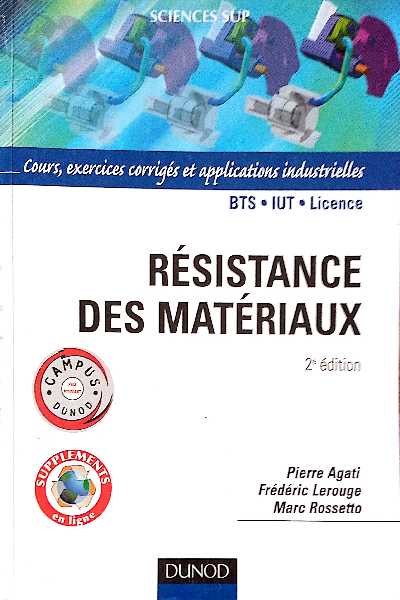 SCIENCES SUP
Cours, exercices corrigés et applications industrielles
BTS • IUT • Licence
RÉSISTANCE
DES MATÉRIAUX
2e édition
CAMPUS
DUNOD
SUPPLÉMENTS
en ligne
Pierre Agati
Frédéric Lerouge
Marc Rossetto
DUNOD